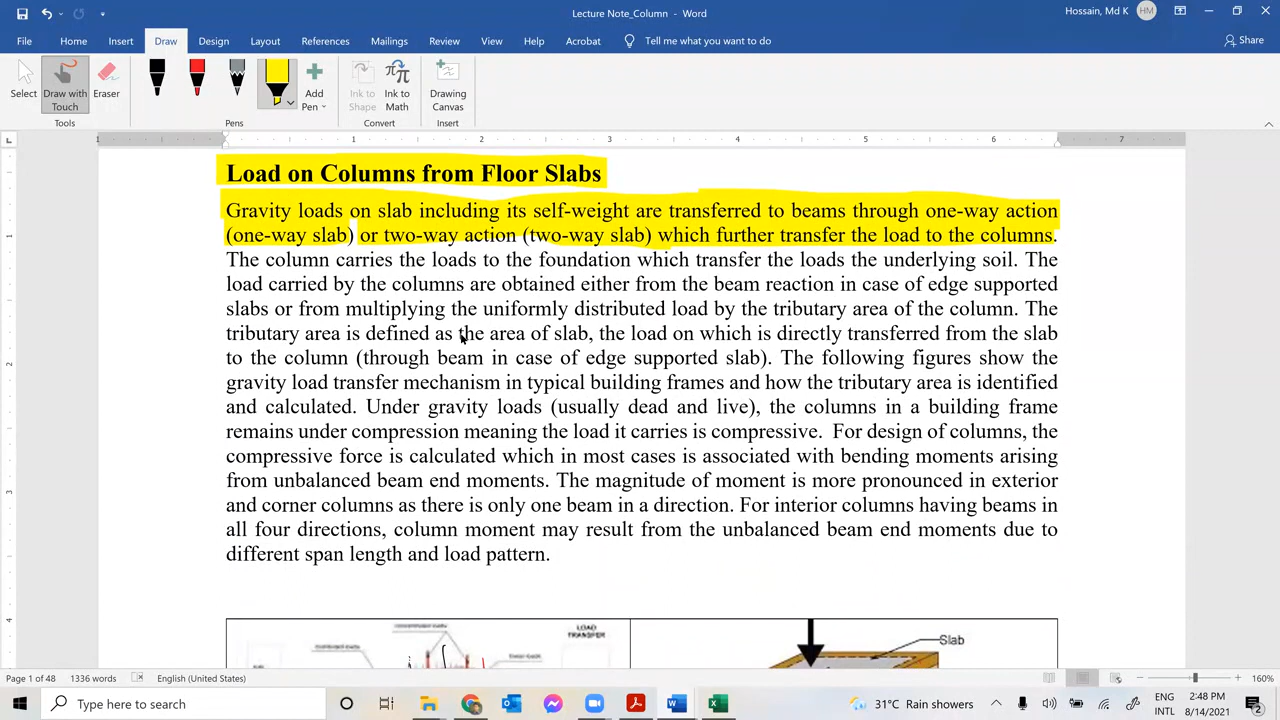 Lecture Note_Column - Word
Hossain, Md K
HM
File Home Insert Draw Design Layout References Mailings Review View Help Acrobat Tell me what you want to do
Share
Select
Draw with Touch
Eraser
Add Pen
Ink to Shape
Ink to Math
Drawing Canvas
Tools
Pens
Convert
Insert
1 1 2 3 4 5 6 7
Load on Columns from Floor Slabs
Gravity loads on slab including its self-weight are transferred to beams through one-way action
(one-way slab) or two-way action (two-way slab) which further transfer the load to the columns.
The column carries the loads to the foundation which transfer the loads the underlying soil. The
load carried by the columns are obtained either from the beam reaction in case of edge supported
slabs or from multiplying the uniformly distributed load by the tributary area of the column. The
tributary area is defined as the area of slab, the load on which is directly transferred from the slab
to the column (through beam in case of edge supported slab). The following figures show the
gravity load transfer mechanism in typical building frames and how the tributary area is identified
and calculated. Under gravity loads (usually dead and live), the columns in a building frame
remains under compression meaning the load it carries is compressive. For design of columns, the
compressive force is calculated which in most cases is associated with bending moments arising
from unbalanced beam end moments. The magnitude of moment is more pronounced in exterior
and corner columns as there is only one beam in a direction. For interior columns having beams in
all four directions, column moment may result from the unbalanced beam end moments due to
different span length and load pattern.
LOAD
TRANSFER
Slab
Page 1 of 48 1336 words English (United States) 160%
Type here to search
31°C Rain showers
ENG
INTL
2:48 PM
8/14/2021
2